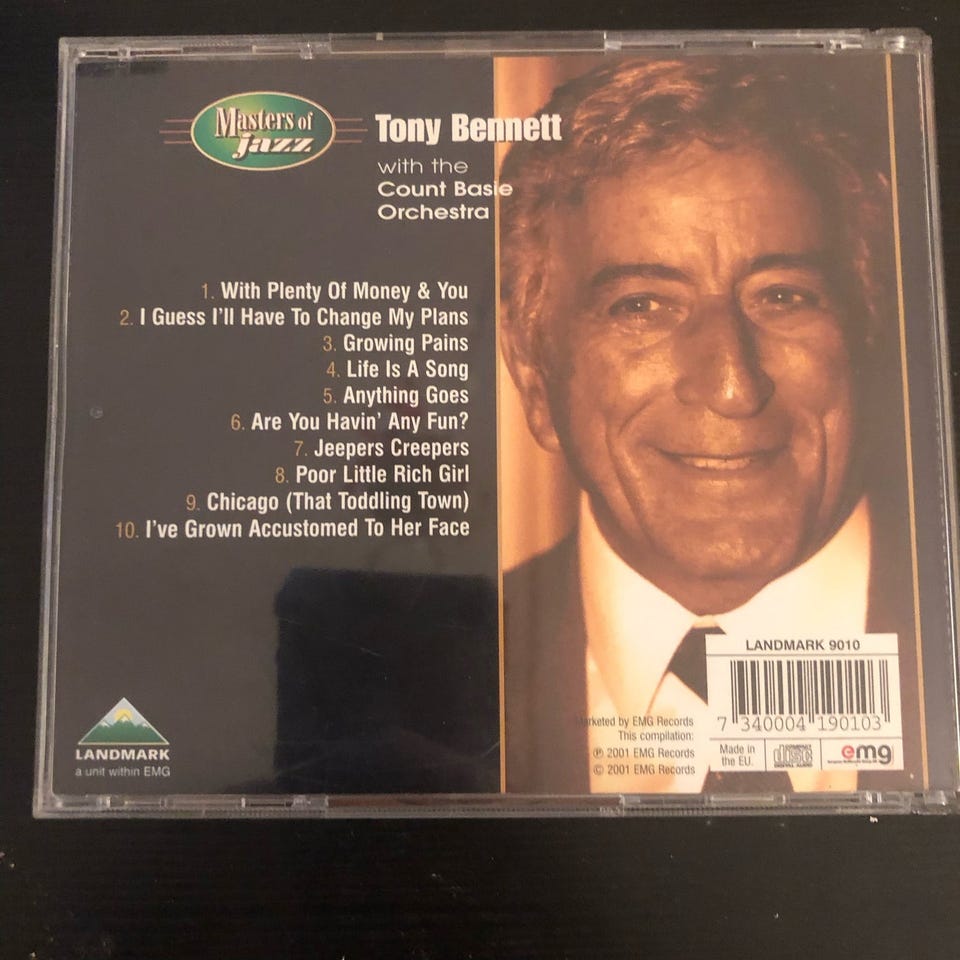 Masters of
jazz
Tony Bennett
with the
Count Basie
Orchestra
1. With Plenty Of Money & You
2. I Guess I'll Have To Change My Plans
3. Growing Pains
4. Life Is A Song
5. Anything Goes
6. Are You Havin' Any Fun?
7. Jeepers Creepers
8. Poor Little Rich Girl
9. Chicago (That Toddling Town)
10. I've Grown Accustomed To Her Face
LANDMARK
a unit within EMG
Marketed by EMG Records
This compilation:
℗ 2001 EMG Records
© 2001 EMG Records
LANDMARK 9010
7 340004 190103
Made in
the EU.
COMPACT
disc
DIGITAL AUDIO
emg